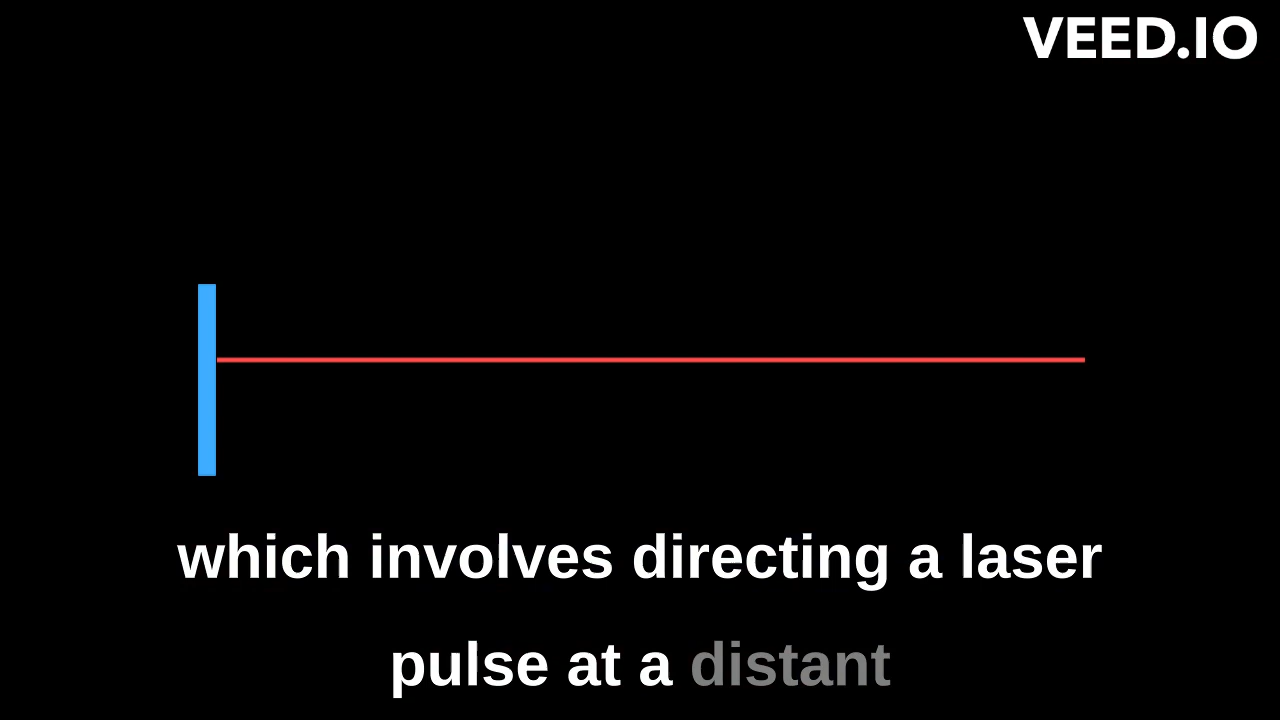 VEED.IO
which involves directing a laser
pulse at a distant